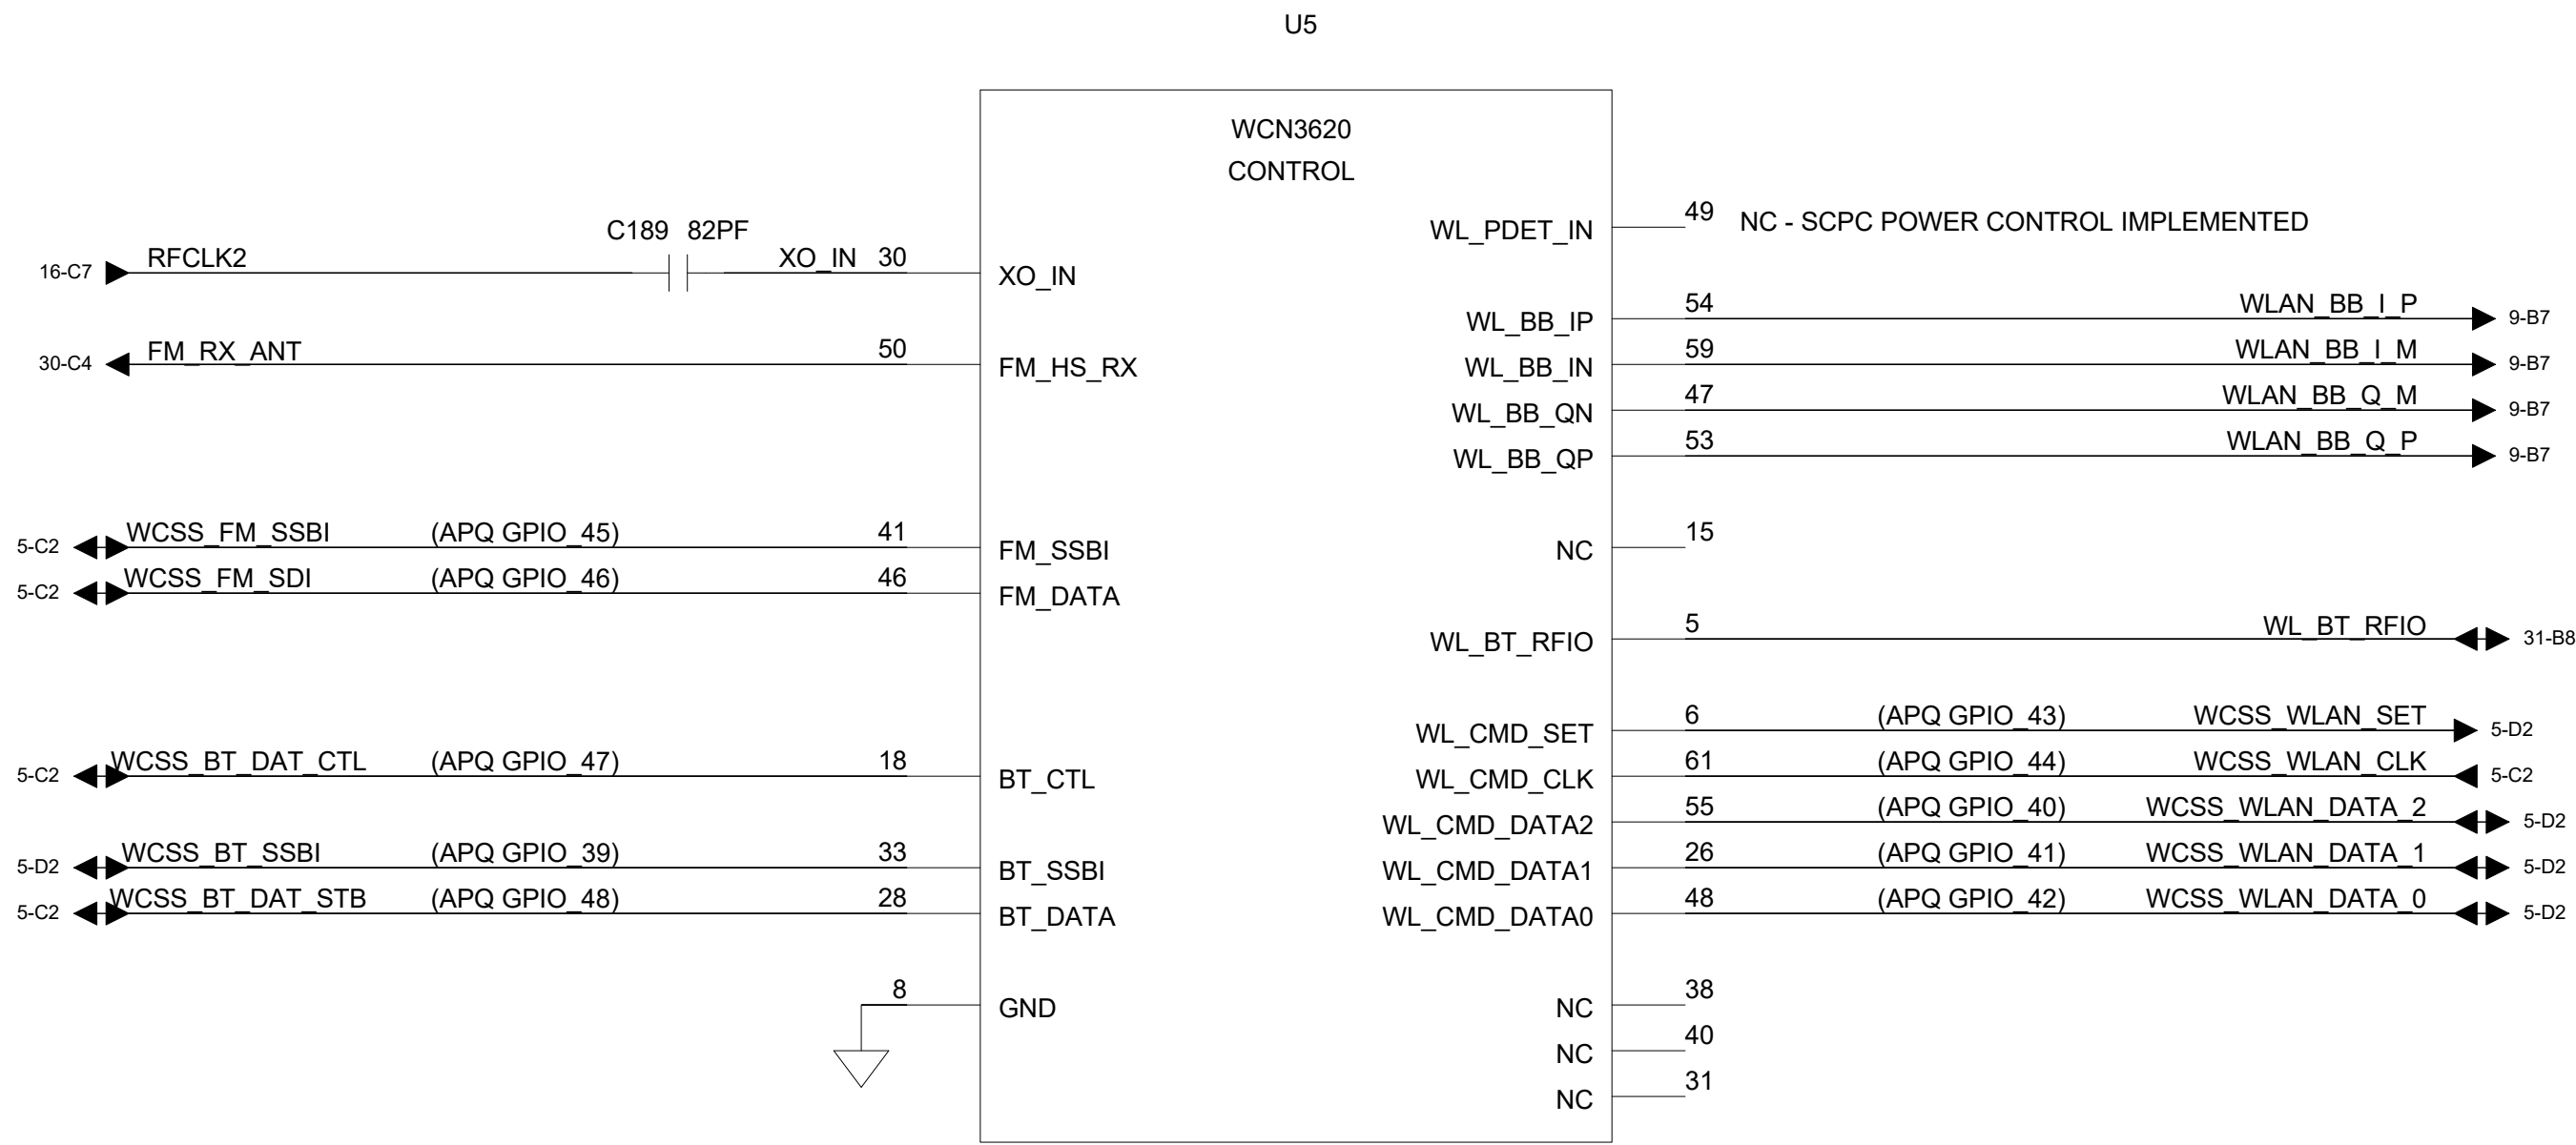 U5
WCN3620
CONTROL
WL_PDET_IN 49 NC - SCPC POWER CONTROL IMPLEMENTED
16-C7 RFCLK2 C189 82PF XO_IN 30 XO_IN
WL_BB_IP 54 WLAN_BB_I_P 9-B7
30-C4 FM_RX_ANT 50 FM_HS_RX WL_BB_IN 59 WLAN_BB_I_M 9-B7
WL_BB_QN 47 WLAN_BB_Q_M 9-B7
WL_BB_QP 53 WLAN_BB_Q_P 9-B7
5-C2 WCSS_FM_SSBI (APQ GPIO_45) 41 FM_SSBI NC 15
5-C2 WCSS_FM_SDI (APQ GPIO_46) 46 FM_DATA
WL_BT_RFIO 5 WL_BT_RFIO 31-B8
WL_CMD_SET 6 (APQ GPIO_43) WCSS_WLAN_SET 5-D2
5-C2 WCSS_BT_DAT_CTL (APQ GPIO_47) 18 BT_CTL WL_CMD_CLK 61 (APQ GPIO_44) WCSS_WLAN_CLK 5-C2
WL_CMD_DATA2 55 (APQ GPIO_40) WCSS_WLAN_DATA_2 5-D2
5-D2 WCSS_BT_SSBI (APQ GPIO_39) 33 BT_SSBI WL_CMD_DATA1 26 (APQ GPIO_41) WCSS_WLAN_DATA_1 5-D2
5-C2 WCSS_BT_DAT_STB (APQ GPIO_48) 28 BT_DATA WL_CMD_DATA0 48 (APQ GPIO_42) WCSS_WLAN_DATA_0 5-D2
8 GND NC 38
NC 40
NC 31